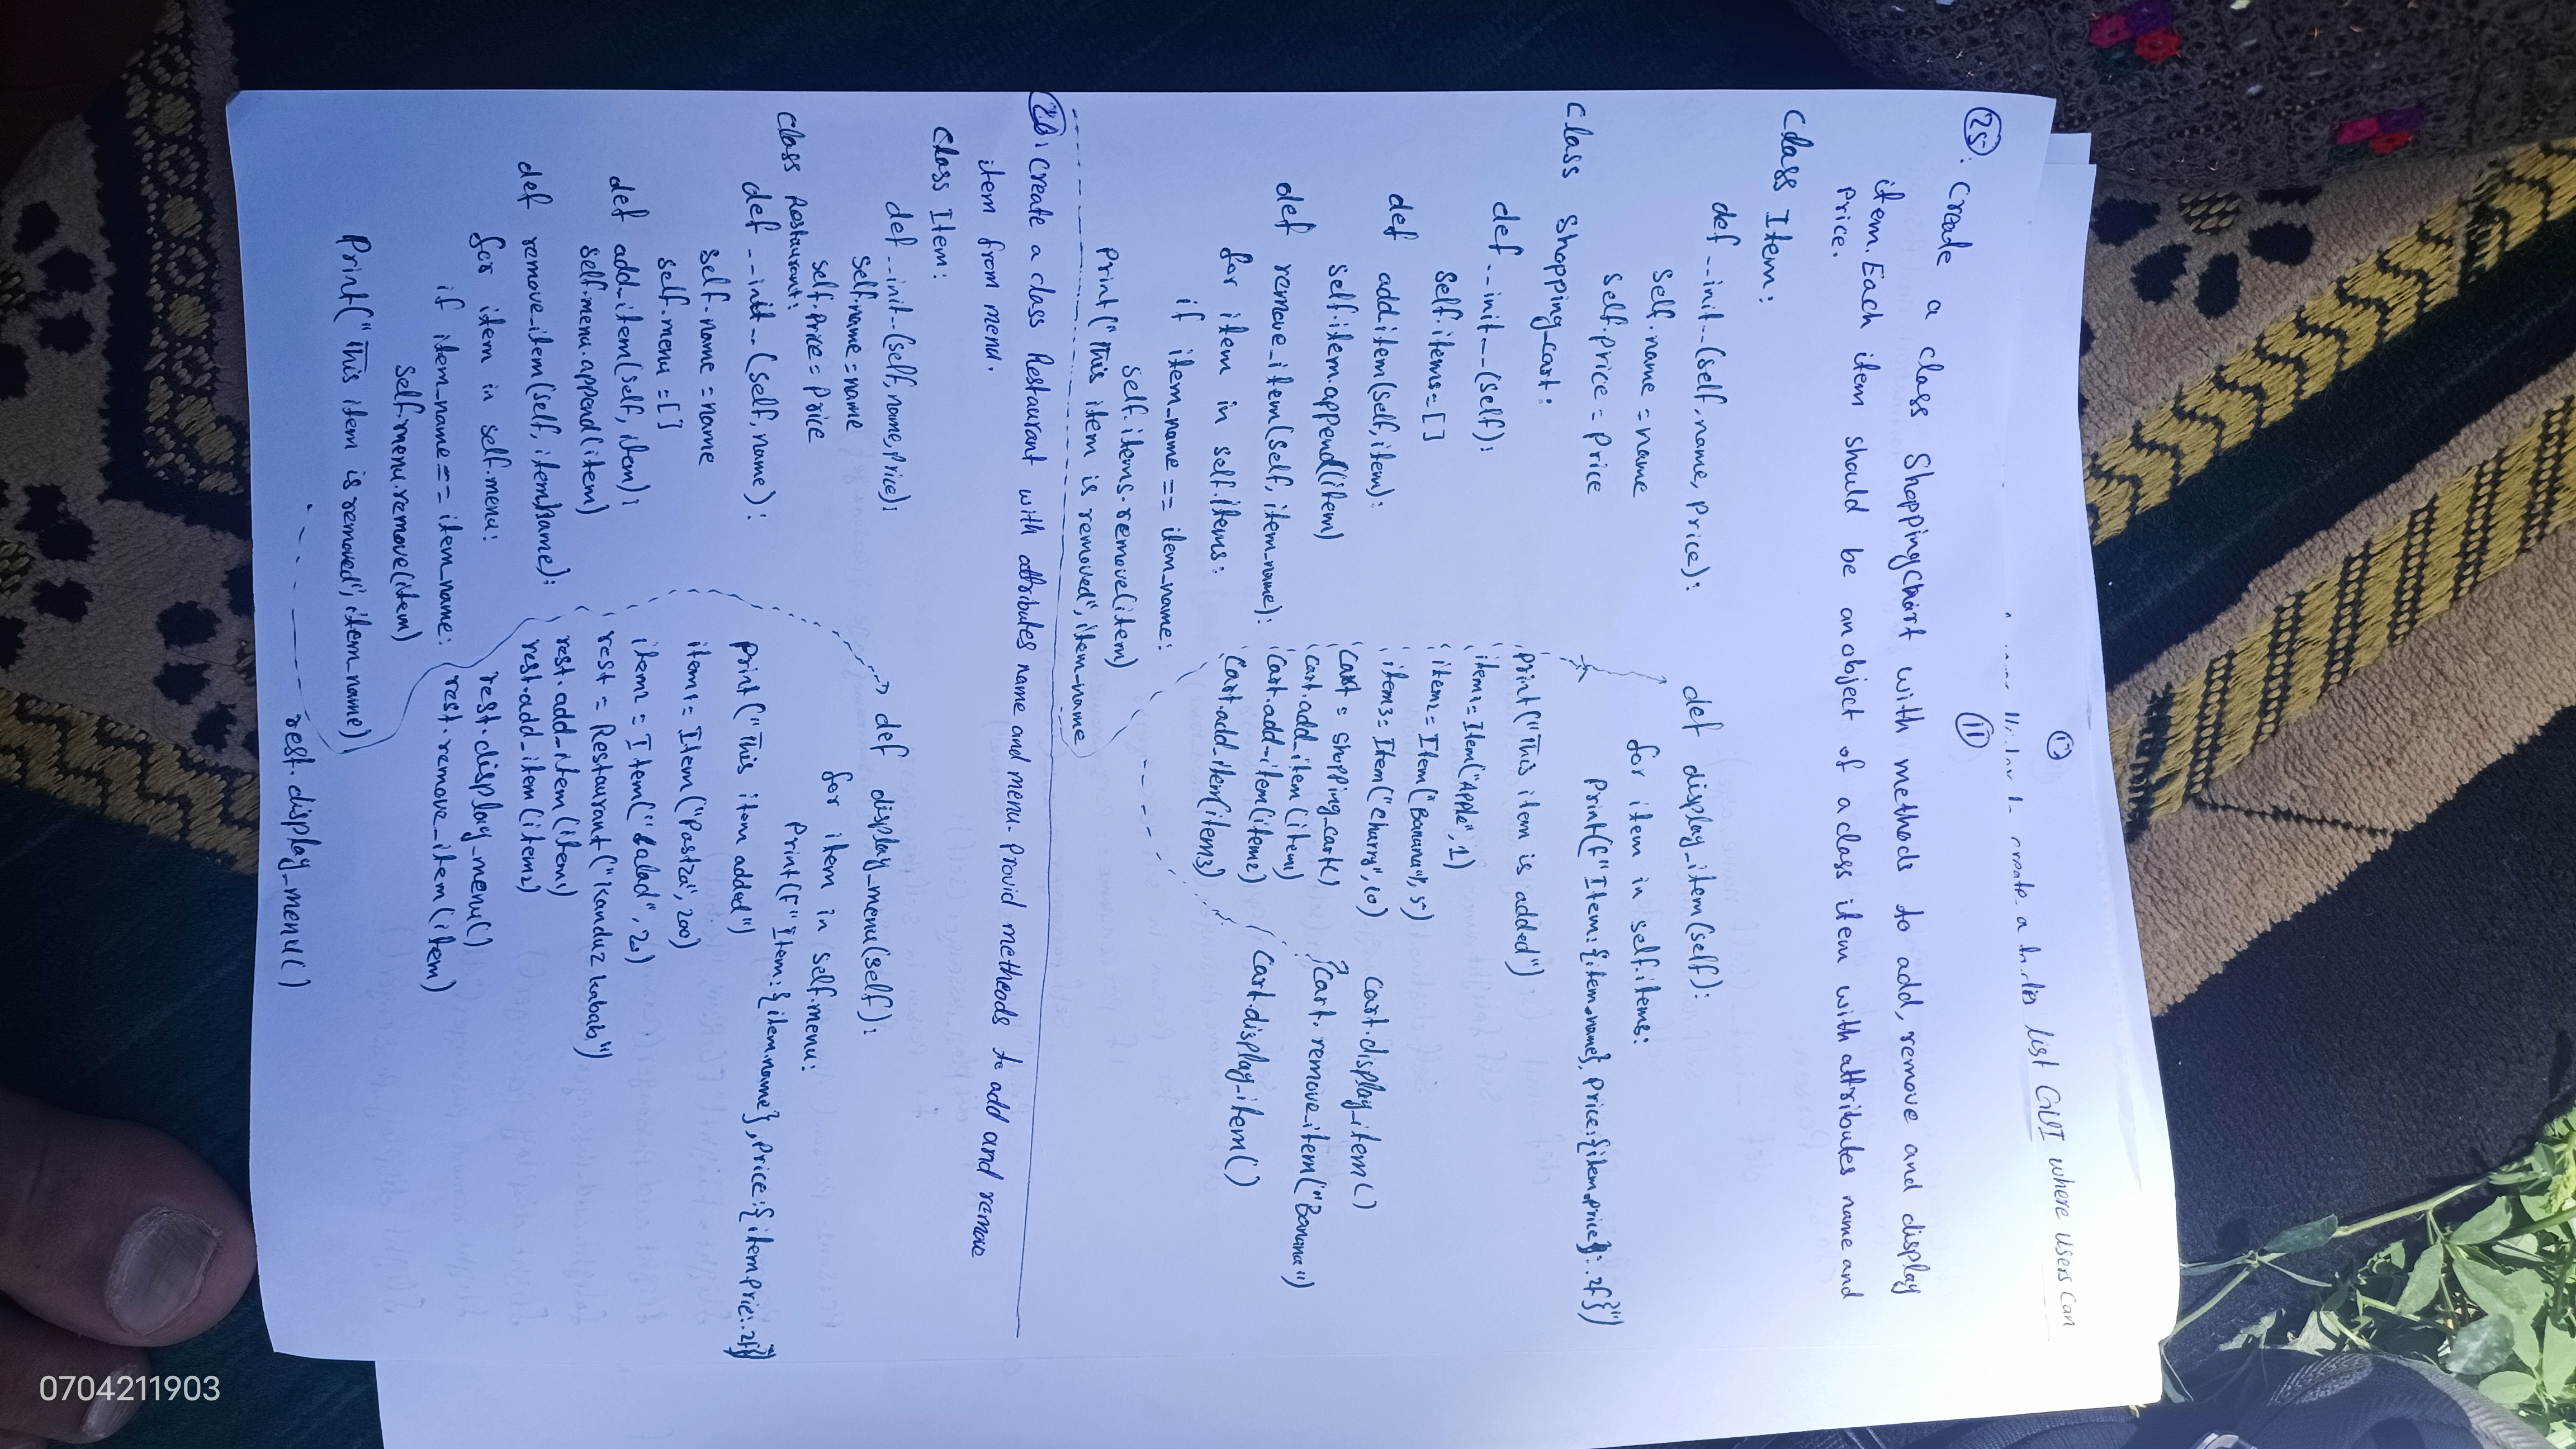 ①
list GUI where users can
⑪
㉕. Create a class ShoppingChart with methods to add, remove and display
item. Each item should be an object of a class item with attributes name and
price.
class Item:
def --init--(self, name, price):
self.name = name
self.price = price
class Shopping_cart:
def --init--(self):
self.items=[]
def add item(self, item):
self.item.append(item)
def remove_item(self, item_name):
for item in self.items:
if item_name == item_name:
self.items.remove(item)
print("This item is removed", item_name
def display_item(self):
for item in self.items:
print(f"Item:{item.name}, price:{item.price}:.2f}")
print("This item is added")
item1=Item("Apple",1)
item2=Item("Banana",5)
item3=Item("Charry",10)
cart = Shopping_cart()
cart.add_item(item1)
cart.add_item(item2)
cart.add_item(item3)
cart.display_item()
cart.remove_item("Banana")
cart.display_item()
㉖. Create a class Restaurant with attributes name and menu. Provid metheods to add and remove
item from menu.
class Item:
def --init--(self, name, price):
self.name = name
self.price = price
class Restaurant:
def --init--(self, name):
self.name = name
self.menu = []
def add_item(self, item):
self.menu.append(item)
def remove_item(self, itemname):
for item in self.menu:
if item_name == item_name:
self.menu.remove(item)
print("This item is removed", item_name)
def display_menu(self):
for item in self.menu:
print(f"Item:{item.name}, price:{item.price:.2f}")
print("This item added")
item1= Item("Pastza", 200)
item2 = Item("Salad", 20)
rest = Restaurant("Kanduz kabab")
rest.add_item(item1)
rest.add_item(item2)
rest.display_menu()
rest.remove_item(item)
rest.display_menu()
0704211903